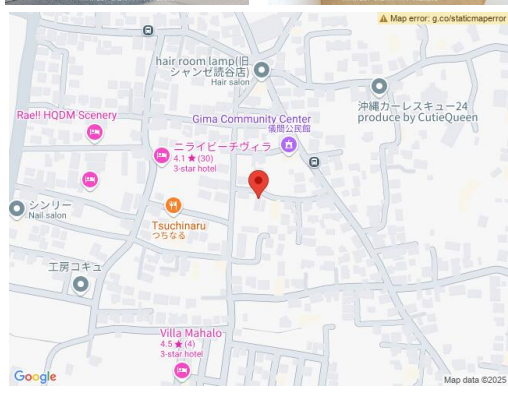 Map error: g.co/staticmaperror
hair room lamp(旧
シャンゼ読谷店)
Hair salon
沖縄カーレスキュー24
produce by CutieQueen
Rae!! HQDM Scenery
Gima Community Center
儀間公民館
ニライビーチヴィラ
4.1 ★ (30)
3-star hotel
シンリー
Nail salon
Tsuchinaru
つちなる
工房コキュ
Villa Mahalo
4.5 ★ (4)
3-star hotel
Google
Map data ©2025